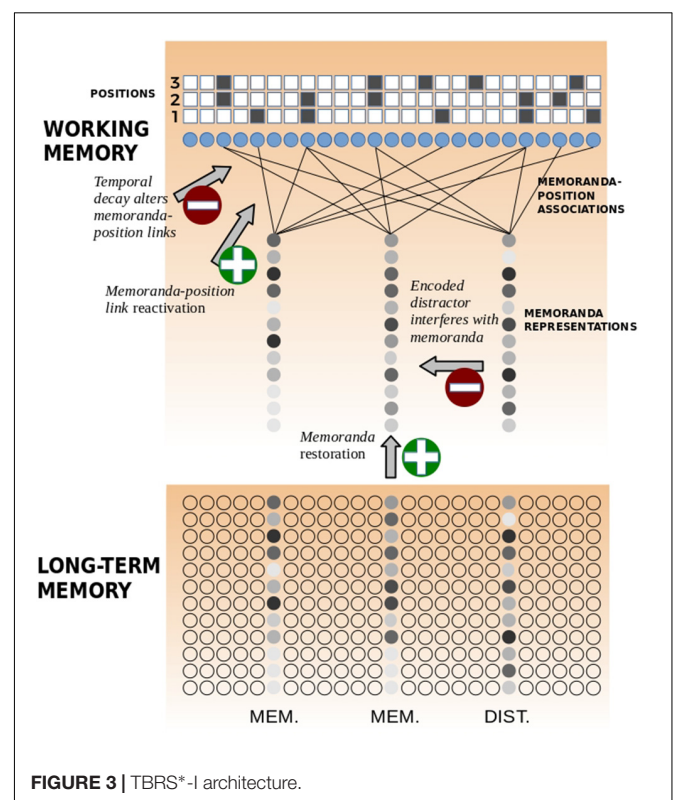 3
POSITIONS 2
1
WORKING
MEMORY
Temporal
decay alters
memoranda-
position links
MEMORANDA-
POSITION
ASSOCIATIONS
Memoranda-position
link reactivation
Encoded
distractor
interferes with
memoranda
MEMORANDA
REPRESENTATIONS
Memoranda
restoration
LONG-TERM
MEMORY
MEM. MEM. DIST.
FIGURE 3 | TBRS*-I architecture.